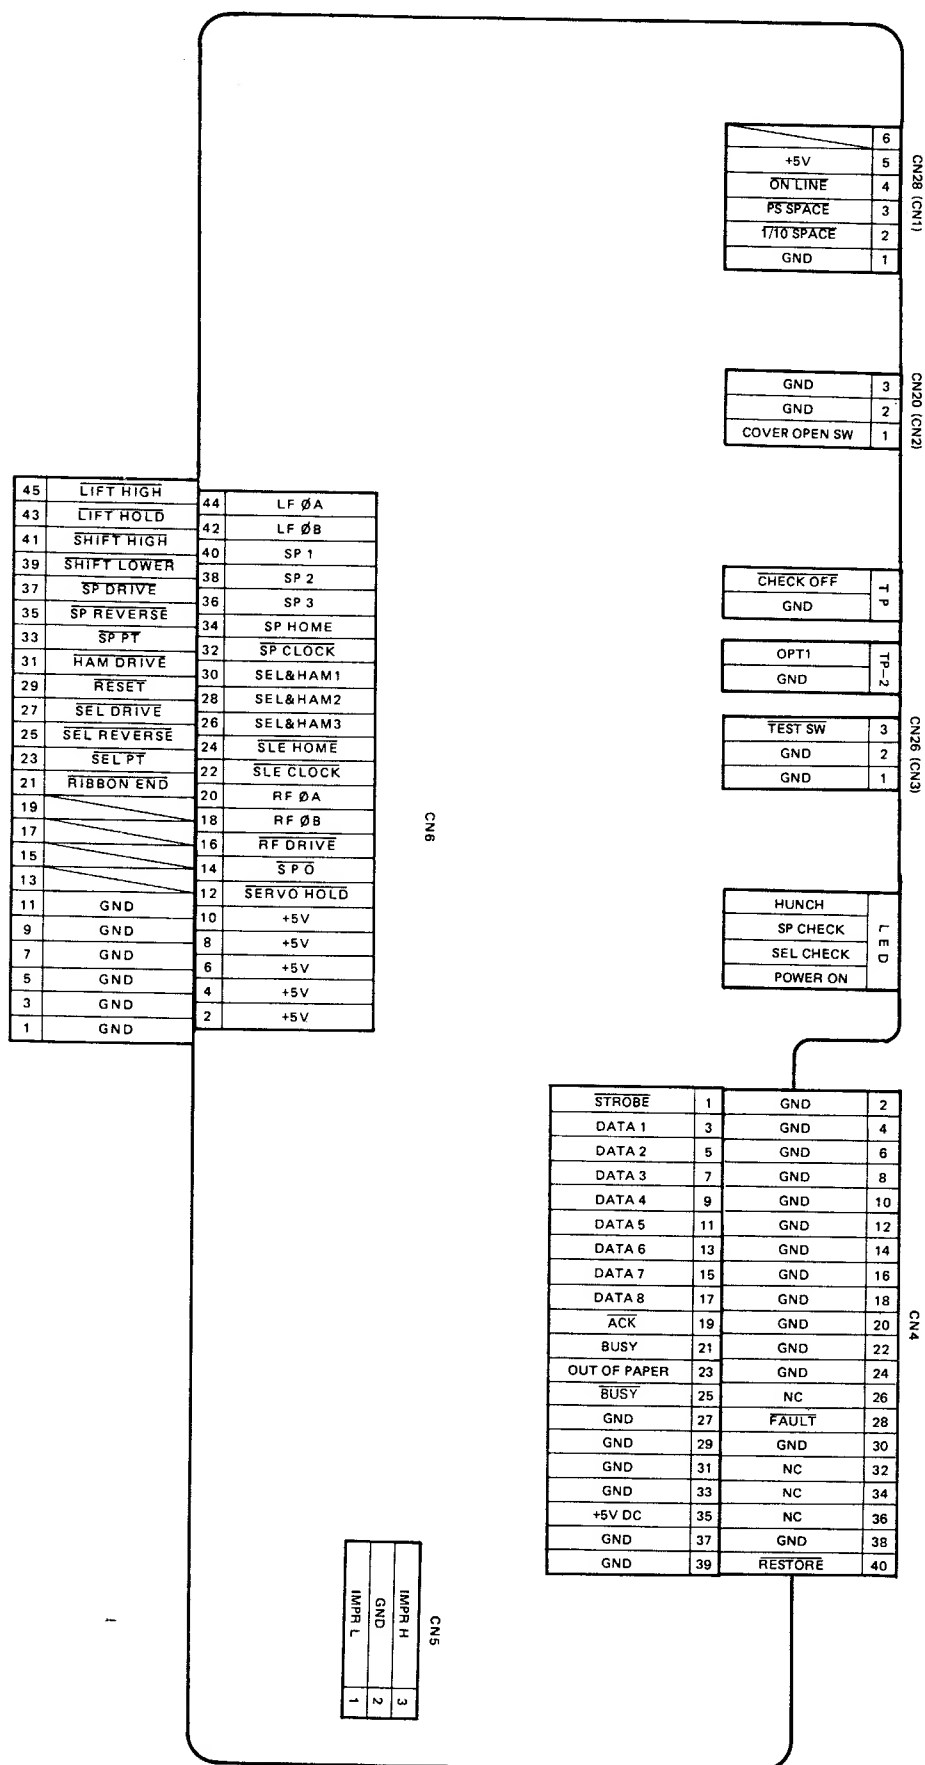 CN28 (CN1)
6
+5V 5
ON LINE 4
PS SPACE 3
1/10 SPACE 2
GND 1
CN20 (CN2)
GND 3
GND 2
COVER OPEN SW 1
CHECK OFF
GND
TP
OPT1
GND
TP-2
CN26 (CN3)
TEST SW 3
GND 2
GND 1
HUNCH
SP CHECK
SEL CHECK
POWER ON
LED
CN6
45 LIFT HIGH
43 LIFT HOLD
41 SHIFT HIGH
39 SHIFT LOWER
37 SP DRIVE
35 SP REVERSE
33 SP PT
31 HAM DRIVE
29 RESET
27 SEL DRIVE
25 SEL REVERSE
23 SEL PT
21 RIBBON END
19
17
15
13
11 GND
9 GND
7 GND
5 GND
3 GND
1 GND
44 LF ØA
42 LF ØB
40 SP 1
38 SP 2
36 SP 3
34 SP HOME
32 SP CLOCK
30 SEL&HAM1
28 SEL&HAM2
26 SEL&HAM3
24 SLE HOME
22 SLE CLOCK
20 RF ØA
18 RF ØB
16 RF DRIVE
14 SPO
12 SERVO HOLD
10 +5V
8 +5V
6 +5V
4 +5V
2 +5V
CN4
STROBE 1 GND 2
DATA 1 3 GND 4
DATA 2 5 GND 6
DATA 3 7 GND 8
DATA 4 9 GND 10
DATA 5 11 GND 12
DATA 6 13 GND 14
DATA 7 15 GND 16
DATA 8 17 GND 18
ACK 19 GND 20
BUSY 21 GND 22
OUT OF PAPER 23 GND 24
BUSY 25 NC 26
GND 27 FAULT 28
GND 29 GND 30
GND 31 NC 32
GND 33 NC 34
+5V DC 35 NC 36
GND 37 GND 38
GND 39 RESTORE 40
CN5
IMPR H 3
GND 2
IMPR L 1